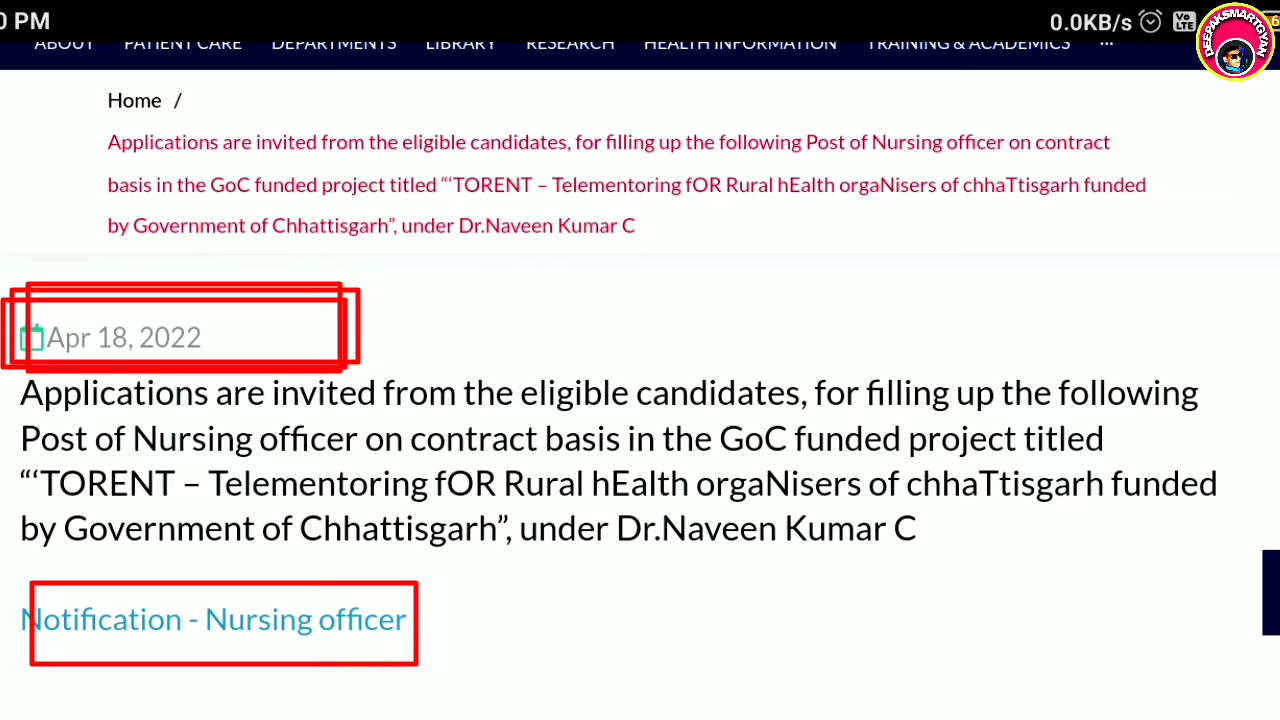 0 PM 0.0KB/s Vo LTE 6
ABOUT PATIENT CARE DEPARTMENTS LIBRARY RESEARCH HEALTH INFORMATION TRAINING & ACADEMICS ...
DEEPAKSMARTGYAN
Home /
Applications are invited from the eligible candidates, for filling up the following Post of Nursing officer on contract
basis in the GoC funded project titled “‘TORENT – Telementoring fOR Rural hEalth orgaNisers of chhaTtisgarh funded
by Government of Chhattisgarh”, under Dr.Naveen Kumar C
Apr 18, 2022
Applications are invited from the eligible candidates, for filling up the following
Post of Nursing officer on contract basis in the GoC funded project titled
“‘TORENT – Telementoring fOR Rural hEalth orgaNisers of chhaTtisgarh funded
by Government of Chhattisgarh”, under Dr.Naveen Kumar C
Notification - Nursing officer